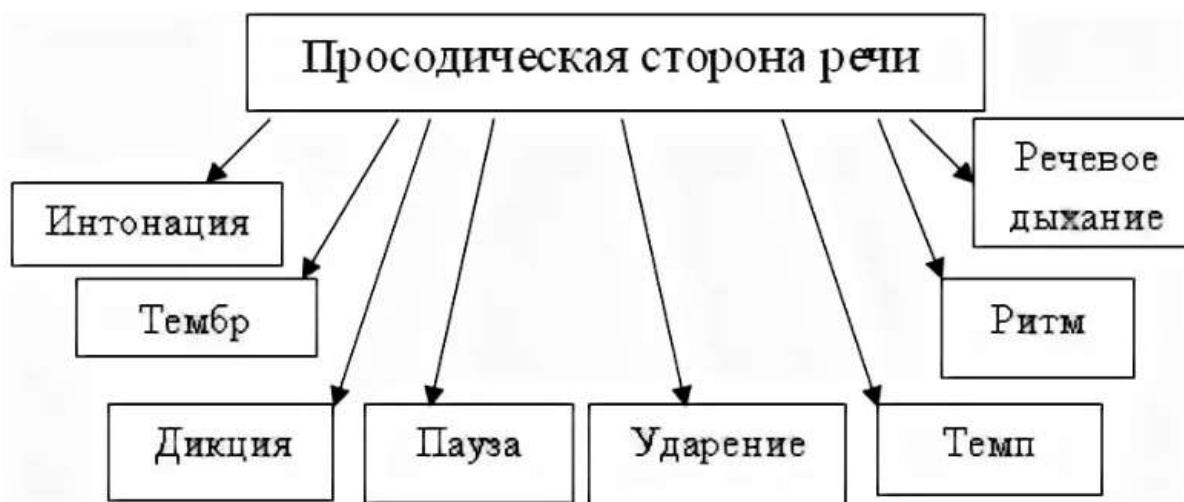 Просодическая сторона речи
Речевое
дыхание
Интонация
Тембр
Ритм
Дикция
Пауза
Ударение
Темп